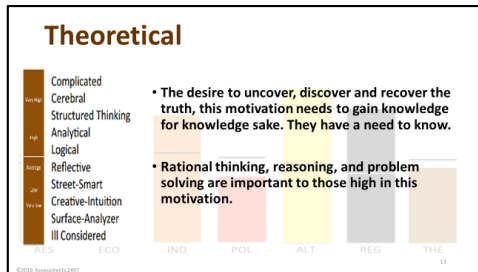 Theoretical
Very High
High
Average
Low
Very low
Complicated
Cerebral
Structured Thinking
Analytical
Logical
Reflective
Street-Smart
Creative-Intuition
Surface-Analyzer
Ill Considered
• The desire to uncover, discover and recover the
truth, this motivation needs to gain knowledge
for knowledge sake. They have a need to know.
• Rational thinking, reasoning, and problem
solving are important to those high in this
motivation.
AES ECO IND POL ALT REG THE
©2016 Assessments 24X7
13